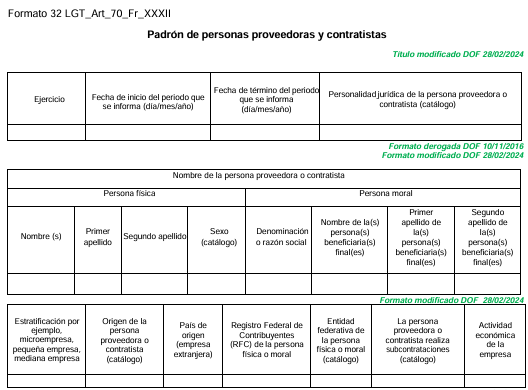 Formato 32 LGT_Art_70_Fr_XXXII
Padrón de personas proveedoras y contratistas
Título modificado DOF 28/02/2024
Ejercicio
Fecha de inicio del periodo que
se informa (día/mes/año)
Fecha de término del periodo
que se informa
(día/mes/año)
Personalidad jurídica de la persona proveedora o
contratista (catálogo)
Formato derogada DOF 10/11/2016
Formato modificado DOF 28/02/2024
Nombre de la persona proveedora o contratista
Persona física
Persona moral
Nombre (s)
Primer
apellido
Segundo apellido
Sexo
(catálogo)
Denominación
o razón social
Nombre de la(s)
persona(s)
beneficiaria(s)
final(es)
Primer
apellido de
la(s)
persona(s)
beneficiaria(s)
final(es)
Segundo
apellido de
la(s)
persona(s)
beneficiaria(s)
final(es)
Formato modificado DOF 28/02/2024
Estratificación por
ejemplo,
microempresa,
pequeña empresa,
mediana empresa
Origen de la
persona
proveedora o
contratista
(catálogo)
País de
origen
(empresa
extranjera)
Registro Federal de
Contribuyentes
(RFC) de la persona
física o moral
Entidad
federativa de
la persona
física o moral
(catálogo)
La persona
proveedora o
contratista realiza
subcontrataciones
(catálogo)
Actividad
económica
de la
empresa